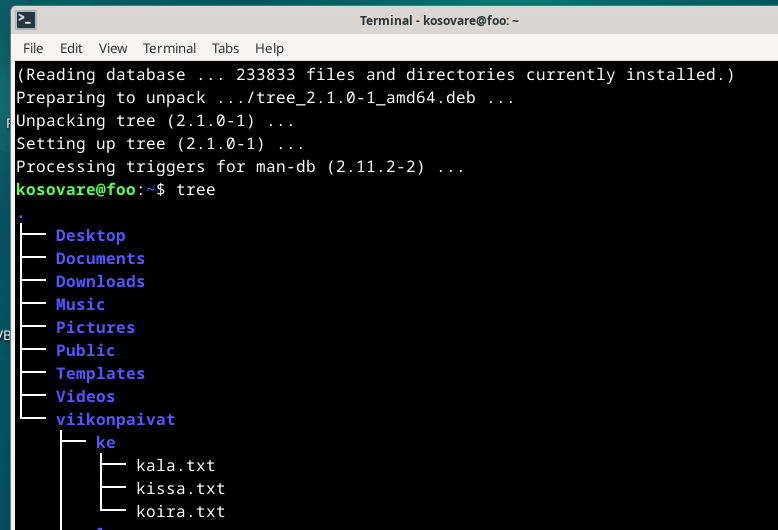 Terminal - kosovare@foo: ~
File Edit View Terminal Tabs Help
(Reading database ... 233833 files and directories currently installed.)
Preparing to unpack .../tree_2.1.0-1_amd64.deb ...
Unpacking tree (2.1.0-1) ...
Setting up tree (2.1.0-1) ...
Processing triggers for man-db (2.11.2-2) ...
kosovare@foo:~$ tree
.
├── Desktop
├── Documents
├── Downloads
├── Music
├── Pictures
├── Public
├── Templates
├── Videos
└── viikonpaivat
    ├── ke
    │   ├── kala.txt
    │   ├── kissa.txt
    │   └── koira.txt